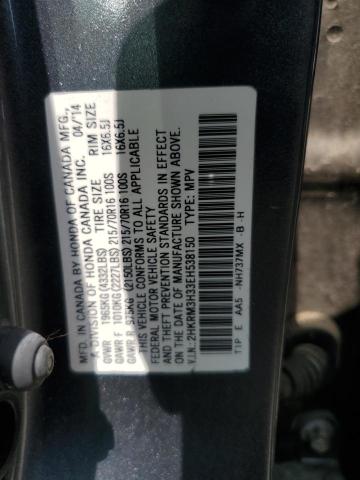 MFD. IN CANADA BY HONDA OF CANADA MFG.,
A DIVISION OF HONDA CANADA INC. 04/'14
TIRE SIZE RIM SIZE
GVWR 1965KG(4332LBS)
GAWR F 1010KG(2227LBS) 215/70R16 100S 16X6.5J
GAWR R 975KG(2150LBS) 215/70R16 100S 16X6.5J
THIS VEHICLE CONFORMS TO ALL APPLICABLE
FEDERAL MOTOR VEHICLE SAFETY
AND THEFT PREVENTION STANDARDS IN EFFECT
ON THE DATE OF MANUFACTURE SHOWN ABOVE.
V.I.N.: 2HKRM3H33EH538150 TYPE: MPV
T1P E AA5 -NH737MX -B -H